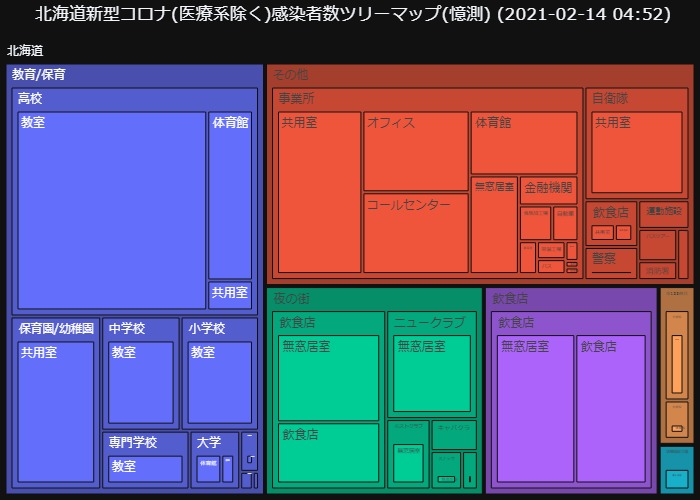 北海道新型コロナ(医療系除く)感染者数ツリーマップ(憶測) (2021-02-14 04:52)
北海道
教育/保育
高校
教室
体育館
共用室
保育園/幼稚園
共用室
中学校
教室
小学校
教室
専門学校
教室
大学
体育館
その他
事業所
共用室
オフィス
コールセンター
体育館
無窓居室
金融機関
自衛隊
共用室
飲食店
運動施設
警察
夜の街
飲食店
無窓居室
飲食店
ニュークラブ
無窓居室
キャバクラ
飲食店
飲食店
無窓居室
飲食店